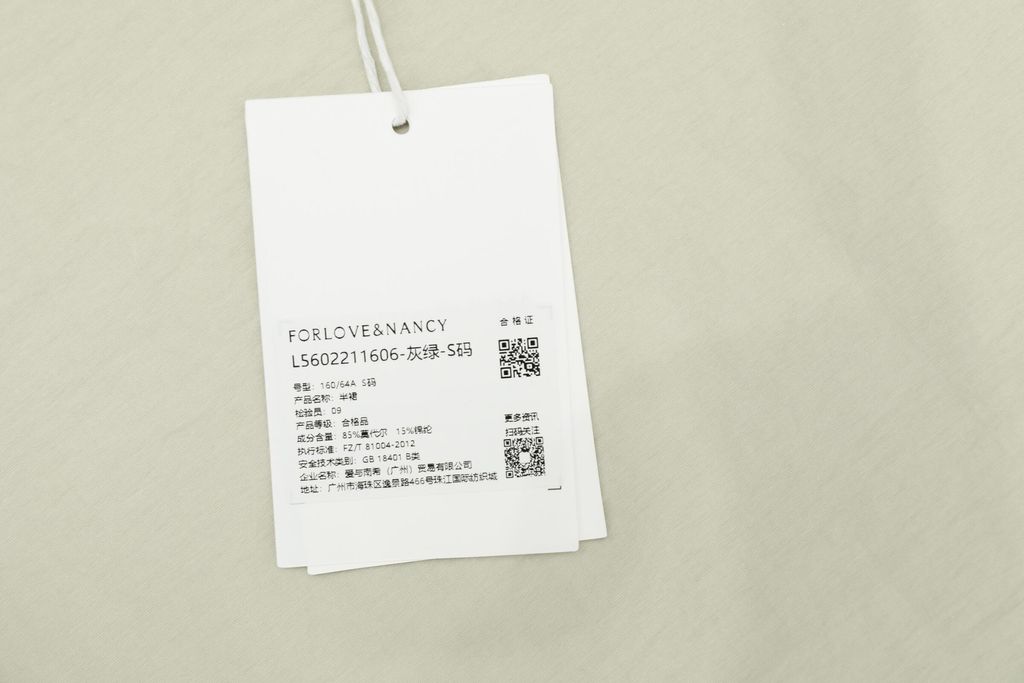 FORLOVE&NANCY
L5602211606-灰绿-S码
号型：160/64A S码
产品名称：半裙
检验员：09
产品等级：合格品
成分含量：85%莫代尔 15%锦纶
执行标准：FZ/T 81004-2012
安全技术类别：GB 18401 B类
企业名称：爱与南希（广州）贸易有限公司
地址：广州市海珠区逸景路466号珠江国际纺织城
合格证
更多资讯
扫码关注